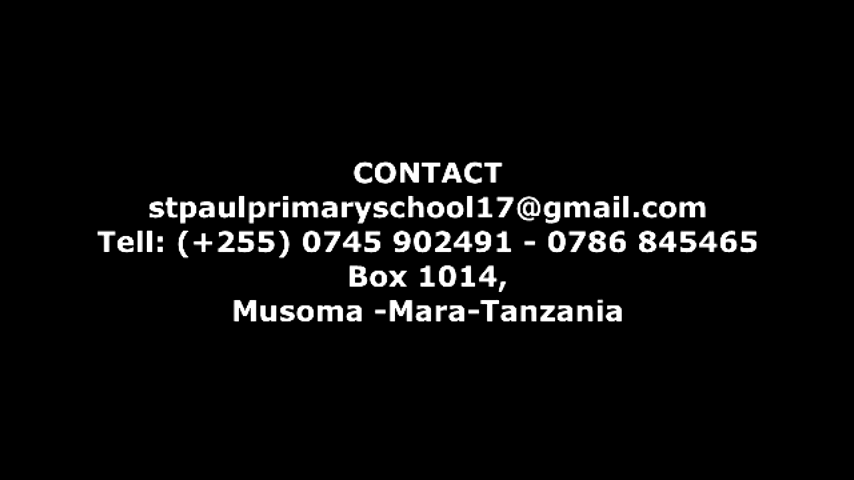 CONTACT
stpaulprimaryschool17@gmail.com
Tell: (+255) 0745 902491 - 0786 845465
Box 1014,
Musoma -Mara-Tanzania